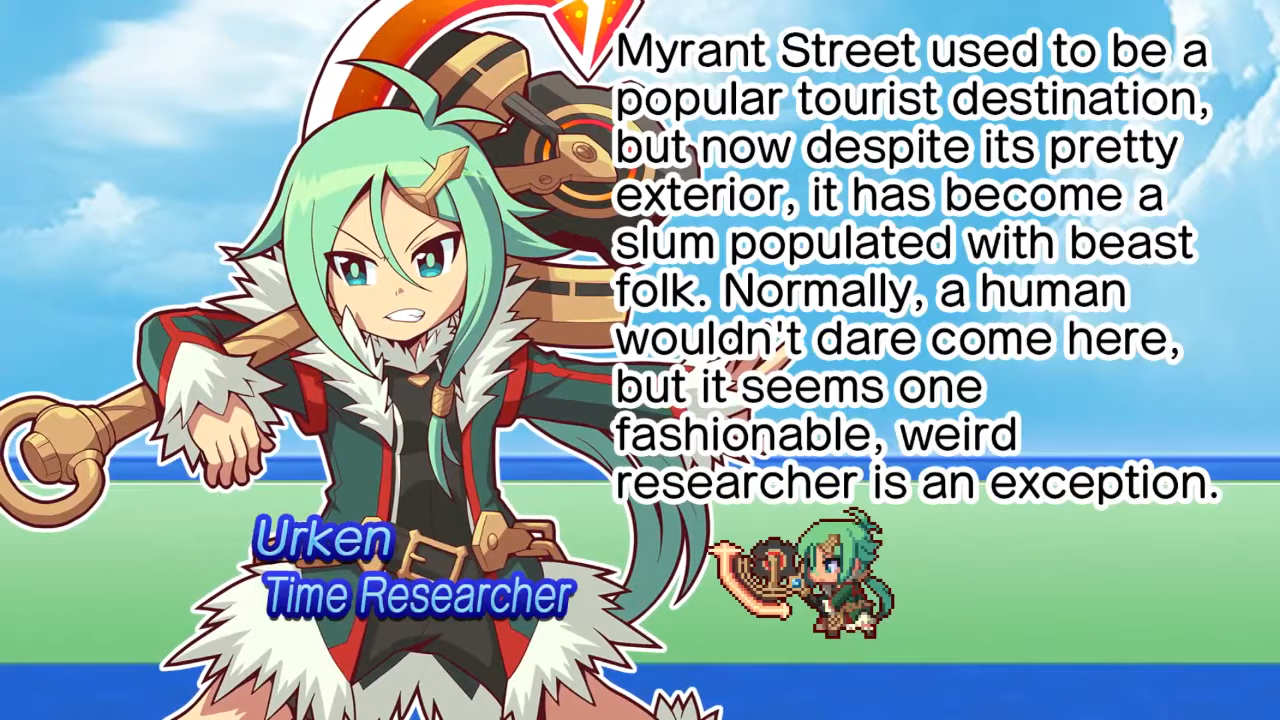 Myrant Street used to be a
popular tourist destination,
but now despite its pretty
exterior, it has become a
slum populated with beast
folk. Normally, a human
wouldn't dare come here,
but it seems one
fashionable, weird
researcher is an exception.
Urken
Time Researcher